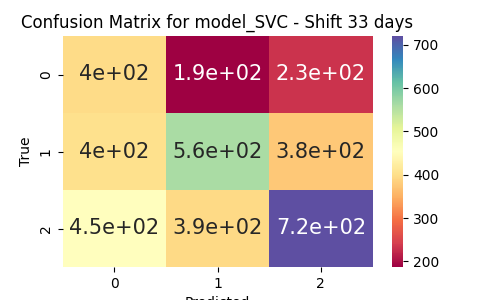 Confusion Matrix for model_SVC - Shift 33 days
True
0 4e+02 1.9e+02 2.3e+02
1 4e+02 5.6e+02 3.8e+02
2 4.5e+02 3.9e+02 7.2e+02
0 1 2
Predicted
700
600
500
400
300
200